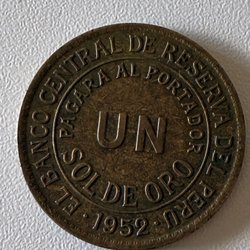 EL BANCO CENTRAL DE RESERVA DEL PERU
PAGARA AL PORTADOR
UN
SOL DE ORO
· 1952 ·